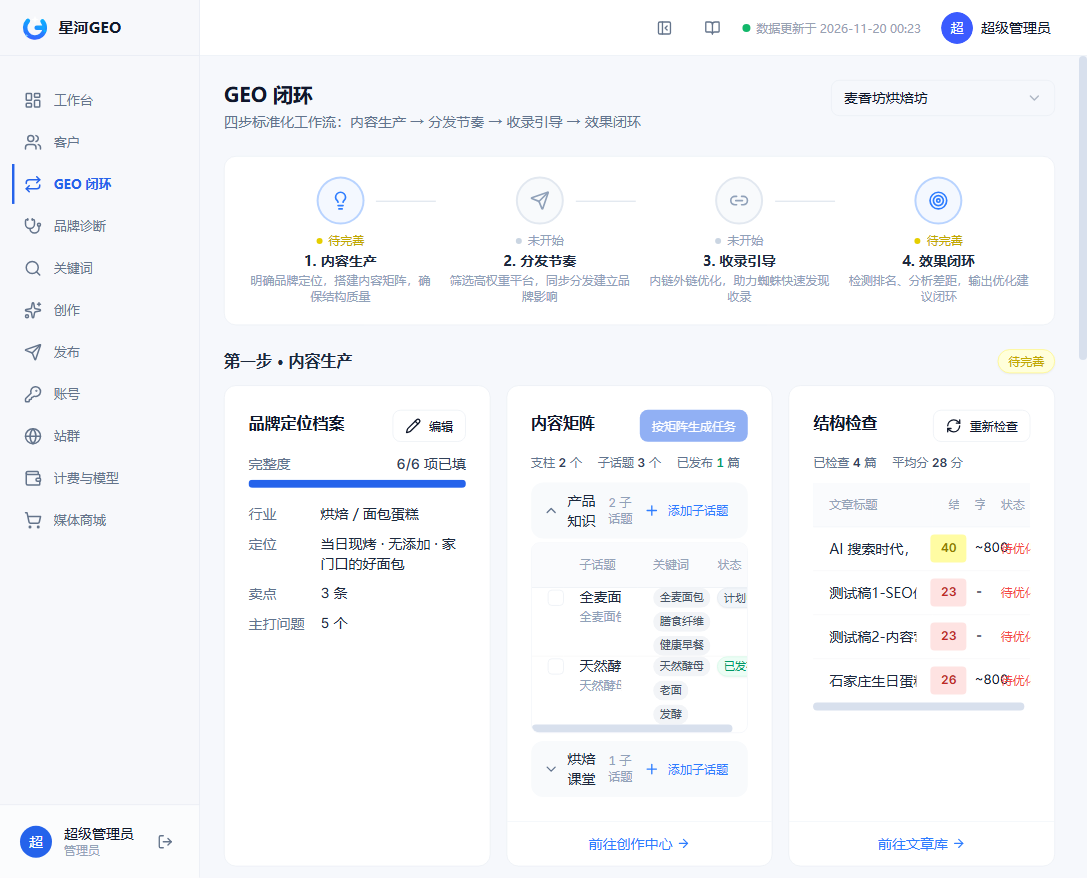 星河GEO
数据更新于 2026-11-20 00:23
超 超级管理员
工作台
客户
GEO 闭环
品牌诊断
关键词
创作
发布
账号
站群
计费与模型
媒体商城
超
超级管理员
管理员
GEO 闭环
四步标准化工作流：内容生产 → 分发节奏 → 收录引导 → 效果闭环
麦香坊烘焙坊
待完善
1. 内容生产
明确品牌定位，搭建内容矩阵，确
保结构质量
未开始
2. 分发节奏
筛选高权重平台，同步分发建立品
牌影响
未开始
3. 收录引导
内链外链优化，助力蜘蛛快速发现
收录
待完善
4. 效果闭环
检测排名、分析差距，输出优化建
议闭环
第一步 • 内容生产
待完善
品牌定位档案
编辑
完整度 6/6 项已填
行业 烘焙 / 面包蛋糕
定位 当日现烤 · 无添加 · 家
门口的好面包
卖点 3 条
主打问题 5 个
内容矩阵
按矩阵生成任务
支柱 2 个 子话题 3 个 已发布 1 篇
产品
知识
2 子
话题
添加子话题
子话题 关键词 状态
全麦面
全麦面
全麦面包
膳食纤维
健康早餐
计划
天然酵
天然酵
天然酵母
老面
发酵
已发
烘焙
课堂
1 子
话题
添加子话题
前往创作中心 →
结构检查
重新检查
已检查 4 篇 平均分 28 分
文章标题 结 字 状态
AI 搜索时代， 40 ~800 待优
测试稿1-SEO 23 - 待优
测试稿2-内容 23 - 待优
石家庄生日蛋 26 ~800 待优
前往文章库 →